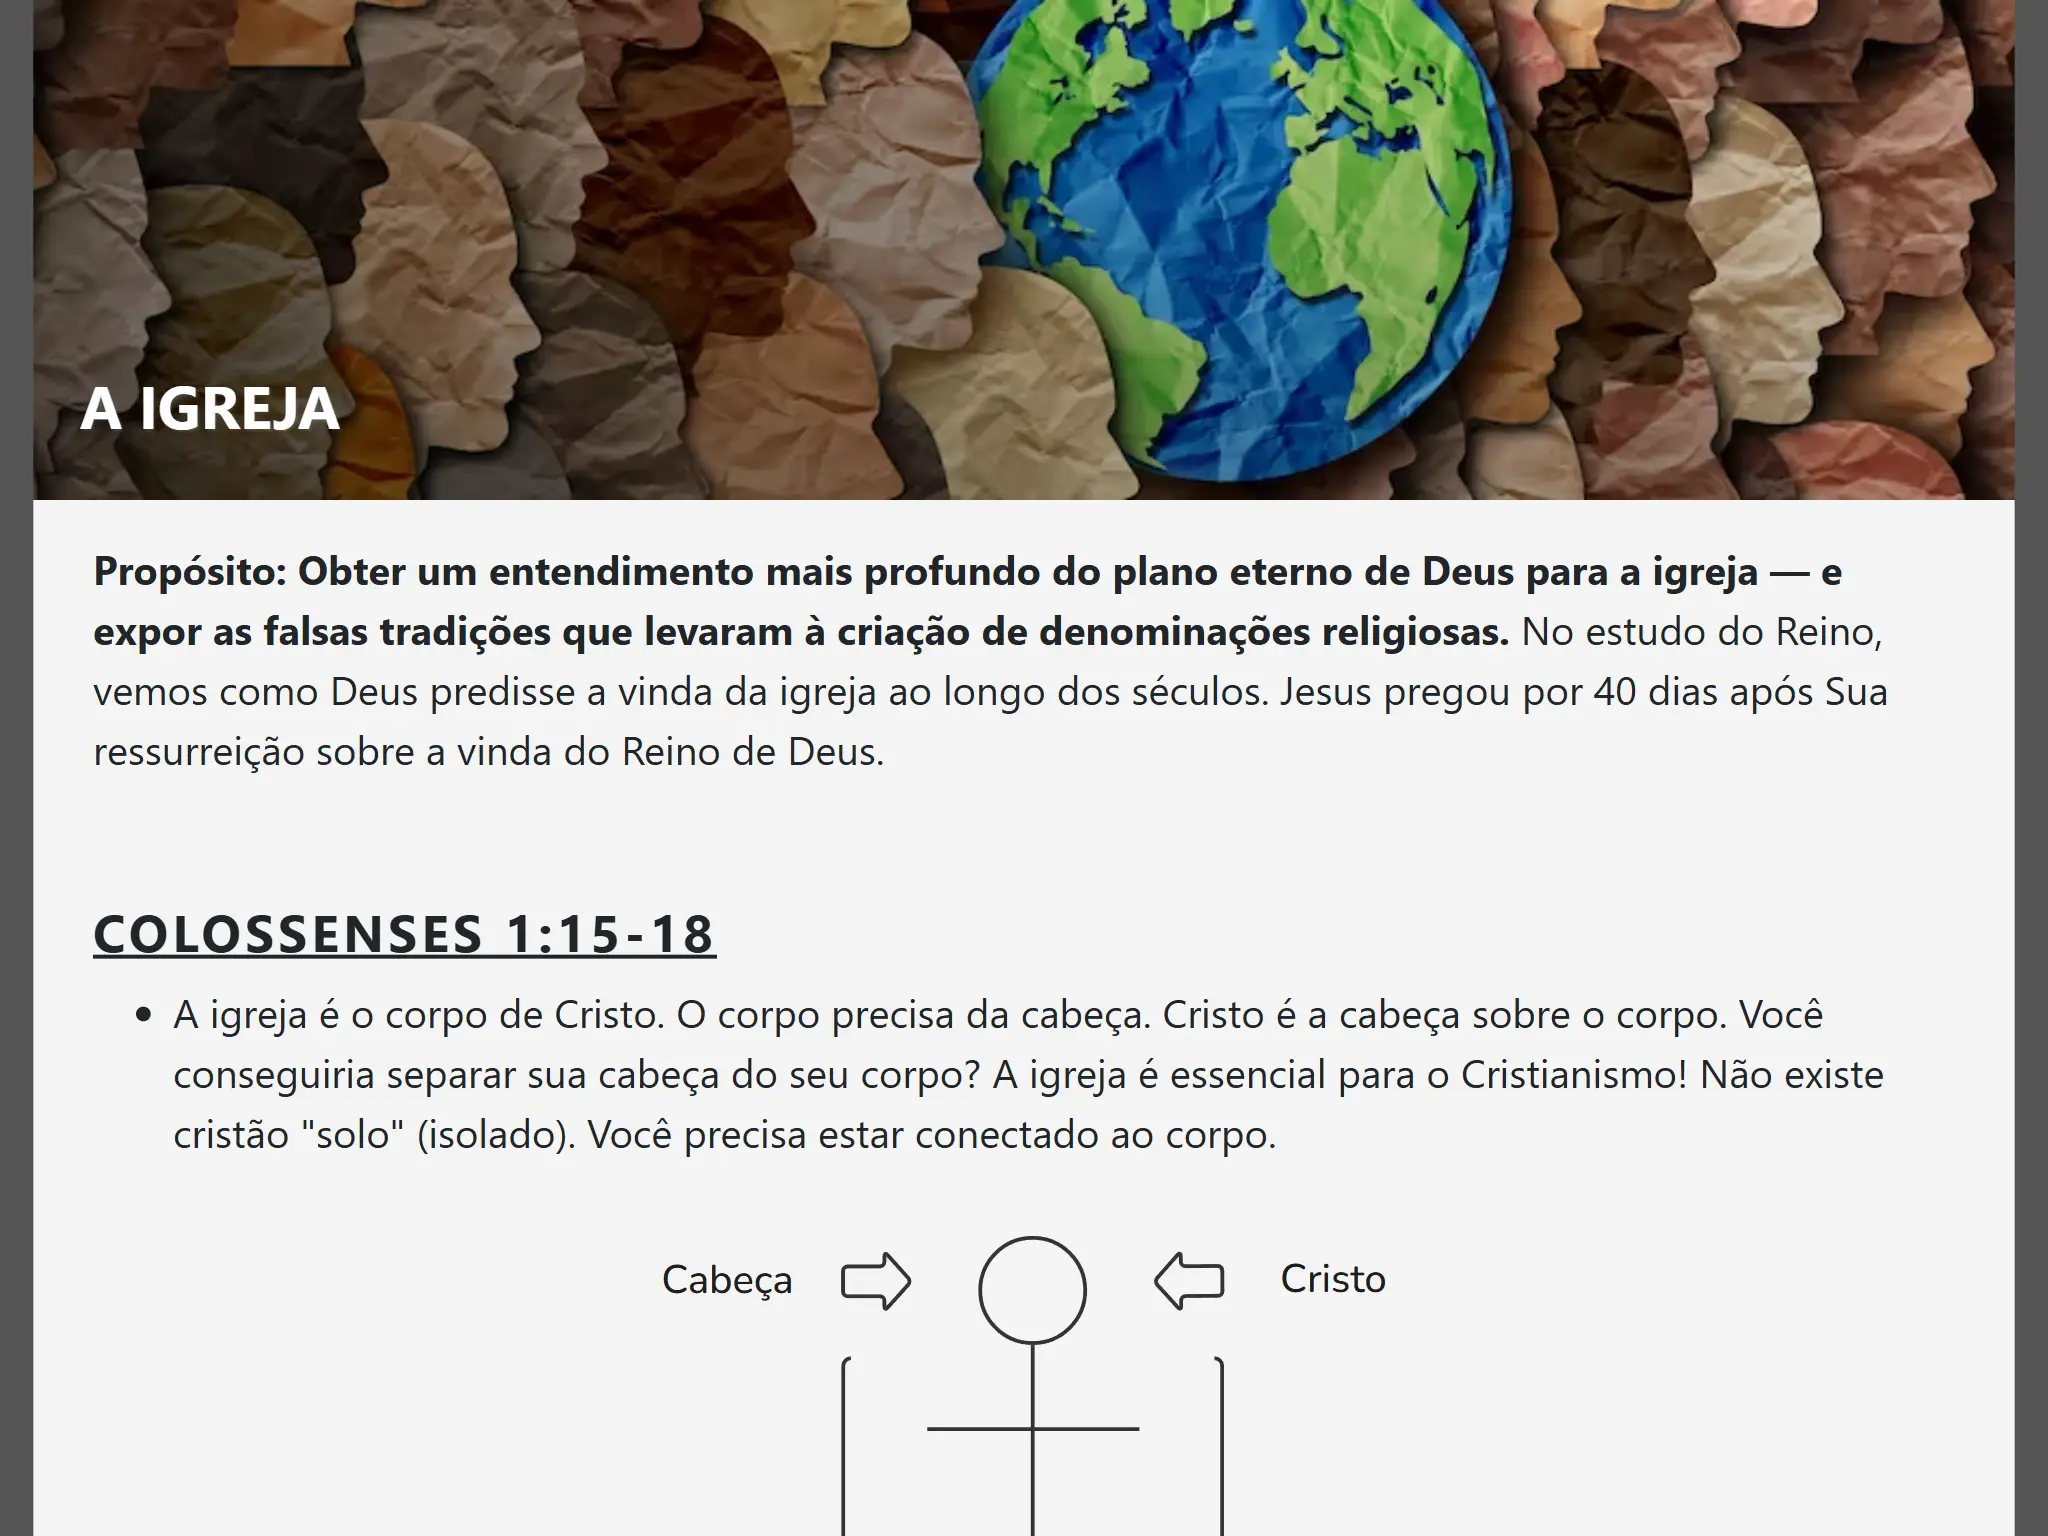 A IGREJA
Propósito: Obter um entendimento mais profundo do plano eterno de Deus para a igreja — e
expor as falsas tradições que levaram à criação de denominações religiosas. No estudo do Reino,
vemos como Deus predisse a vinda da igreja ao longo dos séculos. Jesus pregou por 40 dias após Sua
ressurreição sobre a vinda do Reino de Deus.
COLOSSENSES 1:15-18
• A igreja é o corpo de Cristo. O corpo precisa da cabeça. Cristo é a cabeça sobre o corpo. Você
conseguiria separar sua cabeça do seu corpo? A igreja é essencial para o Cristianismo! Não existe
cristão "solo" (isolado). Você precisa estar conectado ao corpo.
Cabeça
Cristo